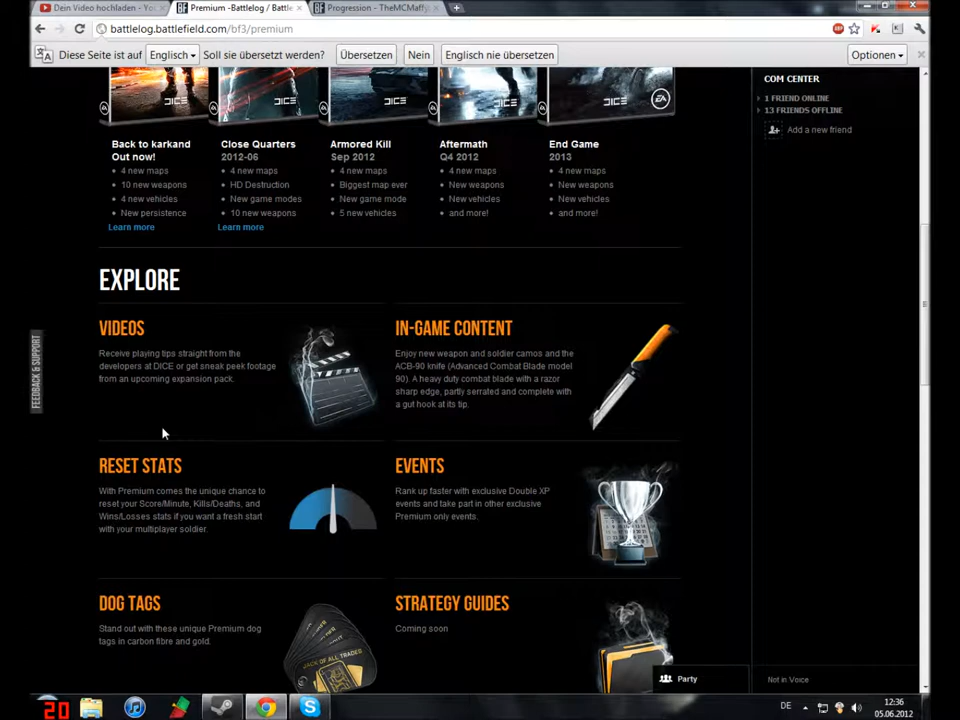 Dein Video hochladen - You
Premium -Battlelog / Battle
Progression - TheMCMaffy
battlelog.battlefield.com/bf3/premium
Diese Seite ist auf Englisch Soll sie übersetzt werden? Übersetzen Nein Englisch nie übersetzen Optionen
COM CENTER
1 FRIEND ONLINE
13 FRIENDS OFFLINE
Add a new friend
DICE DICE DICE DICE DICE EA
Back to karkand
Out now!
4 new maps
10 new weapons
4 new vehicles
New persistence
Learn more
Close Quarters
2012-06
4 new maps
HD Destruction
New game modes
10 new weapons
Learn more
Armored Kill
Sep 2012
4 new maps
Biggest map ever
New game mode
5 new vehicles
Aftermath
Q4 2012
4 new maps
New weapons
New vehicles
and more!
End Game
2013
4 new maps
New weapons
New vehicles
and more!
EXPLORE
VIDEOS
Receive playing tips straight from the
developers at DICE or get sneak peek footage
from an upcoming expansion pack.
IN-GAME CONTENT
Enjoy new weapon and soldier camos and the
ACB-90 knife (Advanced Combat Blade model
90). A heavy duty combat blade with a razor
sharp edge, partly serrated and complete with
a gut hook at its tip.
FEEDBACK & SUPPORT
RESET STATS
With Premium comes the unique chance to
reset your Score/Minute, Kills/Deaths, and
Wins/Losses stats if you want a fresh start
with your multiplayer soldier.
EVENTS
Rank up faster with exclusive Double XP
events and take part in other exclusive
Premium only events.
DOG TAGS
Stand out with these unique Premium dog
tags in carbon fibre and gold.
JACK OF ALL TRADES
STRATEGY GUIDES
Coming soon
Party
Not in Voice
20
DE
12:36
05.06.2012